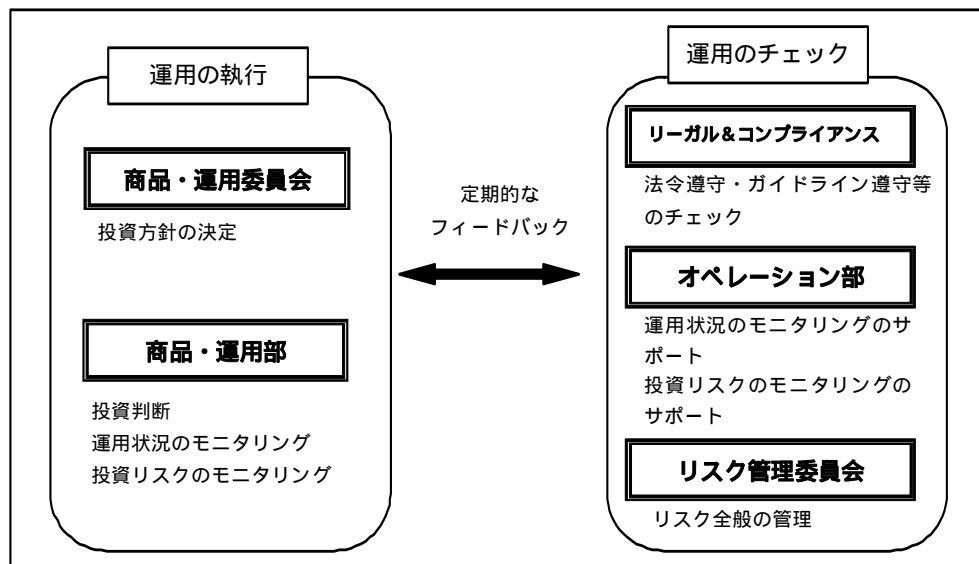 運用の執行
商品・運用委員会
投資方針の決定
商品・運用部
投資判断
運用状況のモニタリング
投資リスクのモニタリング
定期的な
フィードバック
運用のチェック
リーガル＆コンプライアンス
法令遵守・ガイドライン遵守等
のチェック
オペレーション部
運用状況のモニタリングのサ
ポート
投資リスクのモニタリングの
サポート
リスク管理委員会
リスク全般の管理